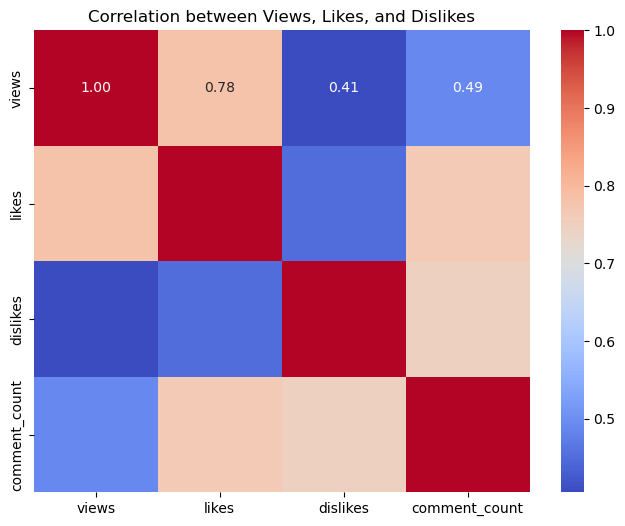 Correlation between Views, Likes, and Dislikes
views
1.00 0.78 0.41 0.49
likes
dislikes
comment_count
views likes dislikes comment_count
1.0
0.9
0.8
0.7
0.6
0.5